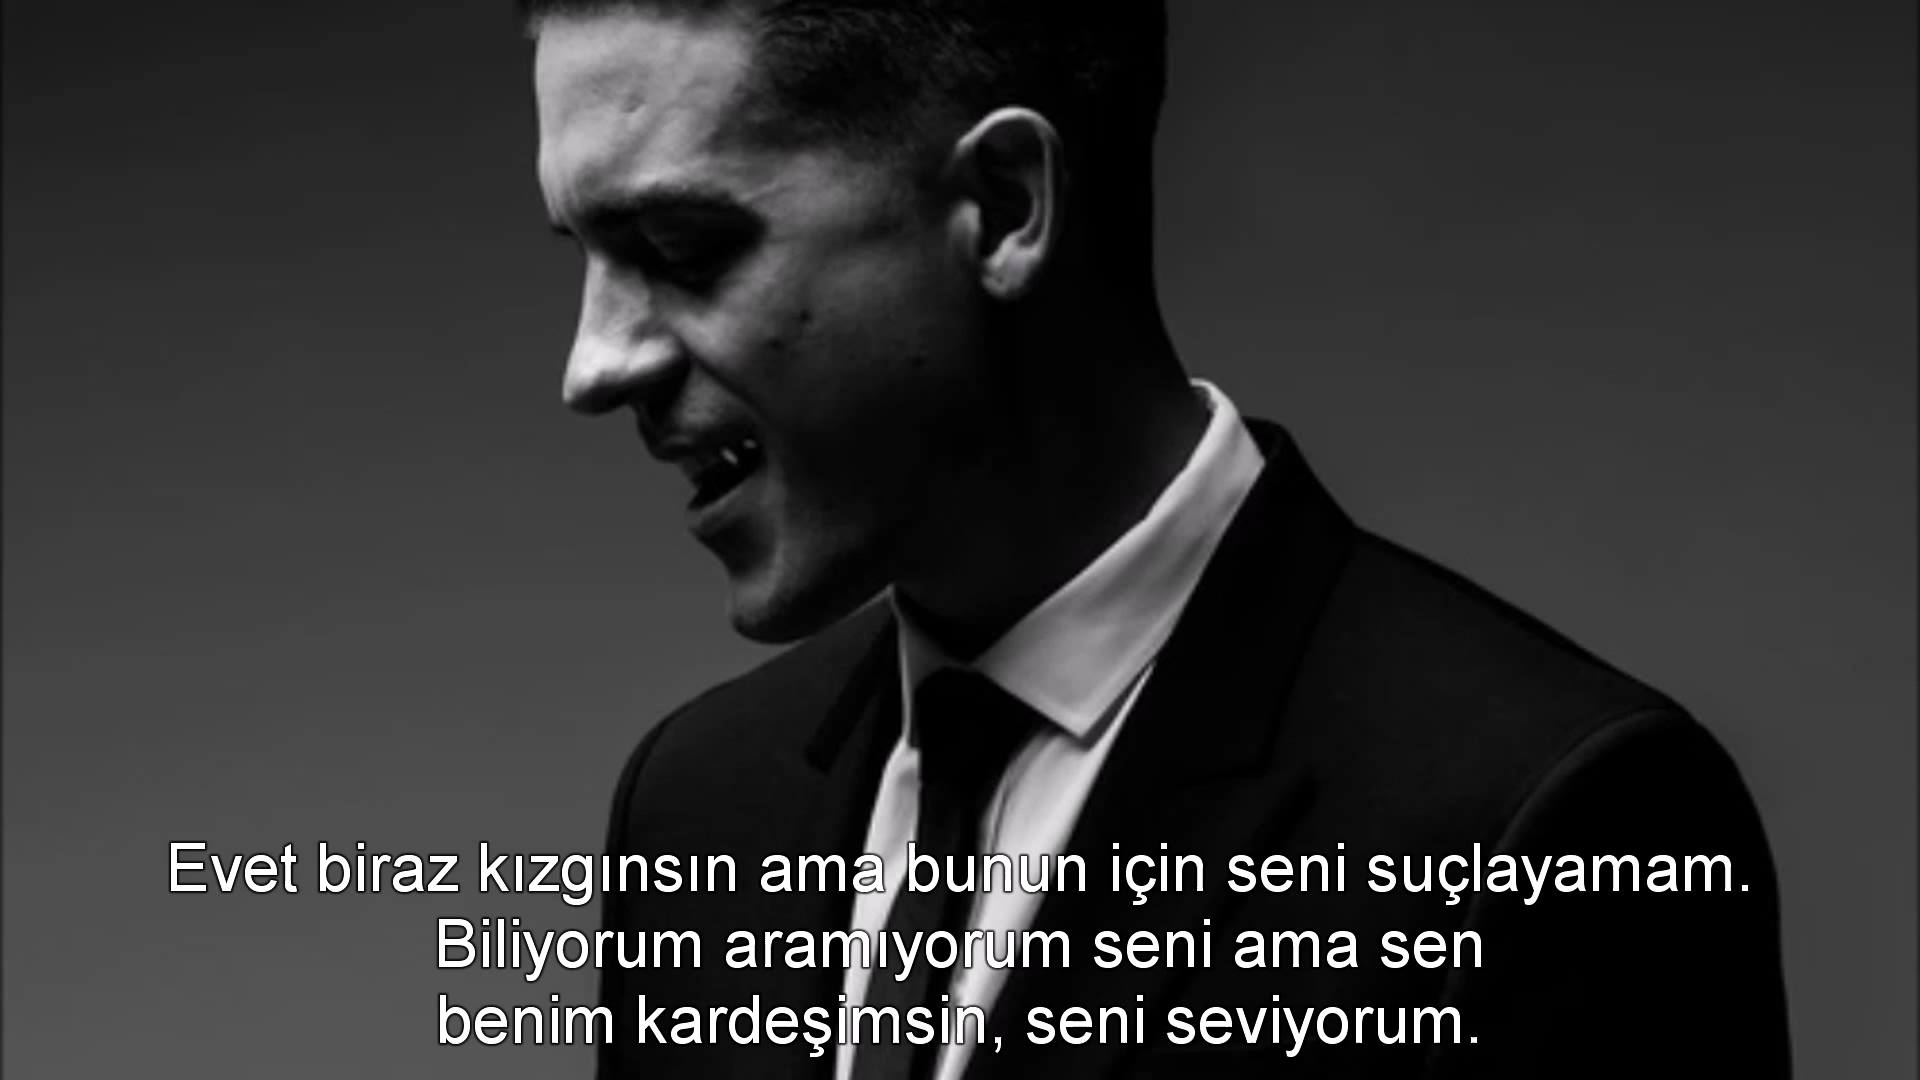 Evet biraz kızgınsın ama bunun için seni suçlayamam.
Biliyorum aramıyorum seni ama sen
benim kardeşimsin, seni seviyorum.